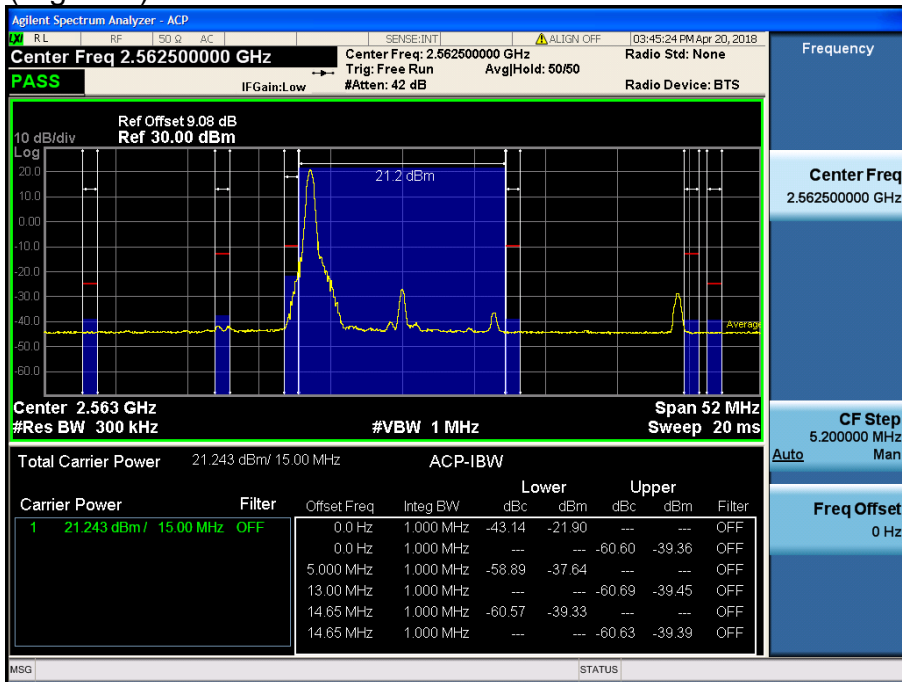 Agilent Spectrum Analyzer - ACP
LXI RL RF 50 Ω AC SENSE:INT ALIGN OFF 03:45:24 PM Apr 20, 2018
Center Freq 2.562500000 GHz Center Freq: 2.562500000 GHz Radio Std: None
Trig: Free Run Avg|Hold: 50/50
PASS IFGain:Low #Atten: 42 dB Radio Device: BTS
Frequency
Ref Offset 9.08 dB
10 dB/div Ref 30.00 dBm
Log
20.0
10.0
0.00
-10.0
-20.0
-30.0
-40.0
-50.0
-60.0
21.2 dBm
Average
Center 2.563 GHz Span 52 MHz
#Res BW 300 kHz #VBW 1 MHz Sweep 20 ms
Total Carrier Power 21.243 dBm/ 15.00 MHz ACP-IBW
Lower Upper
Carrier Power Filter Offset Freq Integ BW dBc dBm dBc dBm Filter
1 21.243 dBm / 15.00 MHz OFF 0.0 Hz 1.000 MHz -43.14 -21.90 --- --- OFF
0.0 Hz 1.000 MHz --- --- -60.60 -39.36 OFF
5.000 MHz 1.000 MHz -58.89 -37.64 --- --- OFF
13.00 MHz 1.000 MHz --- --- -60.69 -39.45 OFF
14.65 MHz 1.000 MHz -60.57 -39.33 --- --- OFF
14.65 MHz 1.000 MHz --- --- -60.63 -39.39 OFF
Center Freq
2.562500000 GHz
CF Step
5.200000 MHz
Auto Man
Freq Offset
0 Hz
MSG STATUS